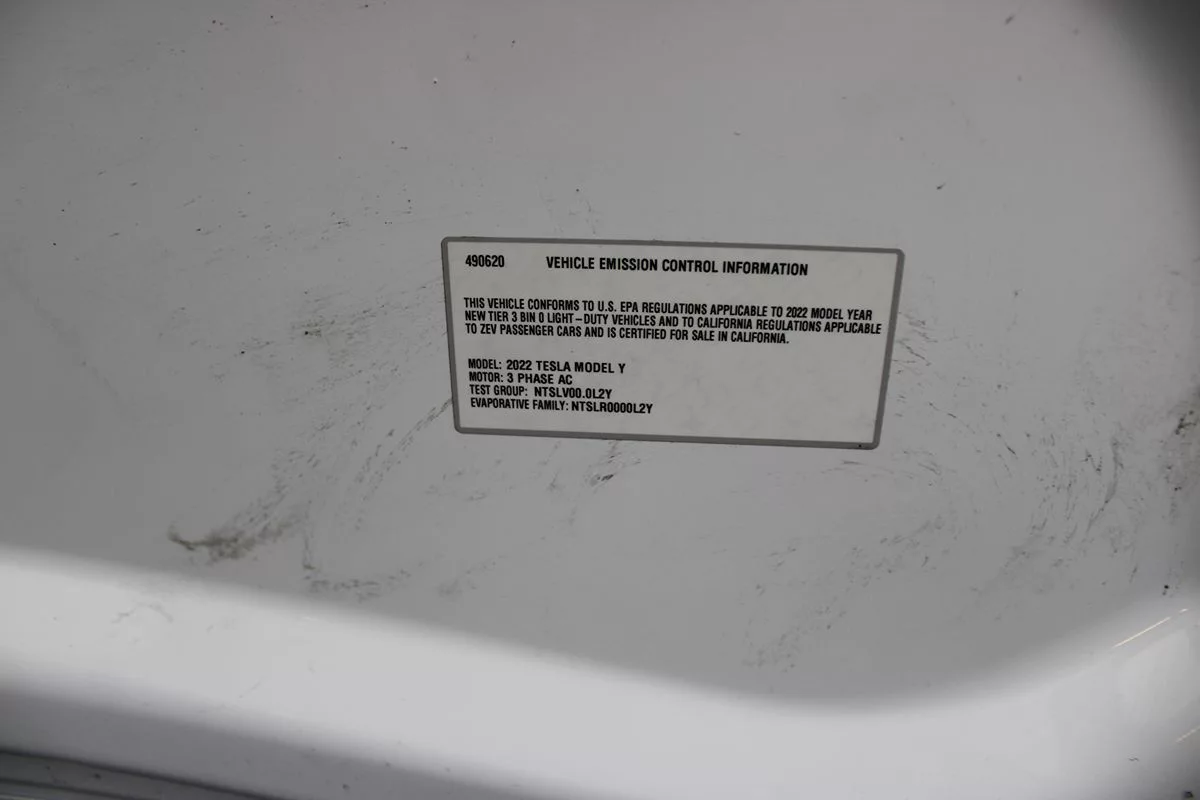 490620 VEHICLE EMISSION CONTROL INFORMATION
THIS VEHICLE CONFORMS TO U.S. EPA REGULATIONS APPLICABLE TO 2022 MODEL YEAR
NEW TIER 3 BIN 0 LIGHT-DUTY VEHICLES AND TO CALIFORNIA REGULATIONS APPLICABLE
TO ZEV PASSENGER CARS AND IS CERTIFIED FOR SALE IN CALIFORNIA.
MODEL: 2022 TESLA MODEL Y
MOTOR: 3 PHASE AC
TEST GROUP: NTSLV00.0L2Y
EVAPORATIVE FAMILY: NTSLR0000L2Y